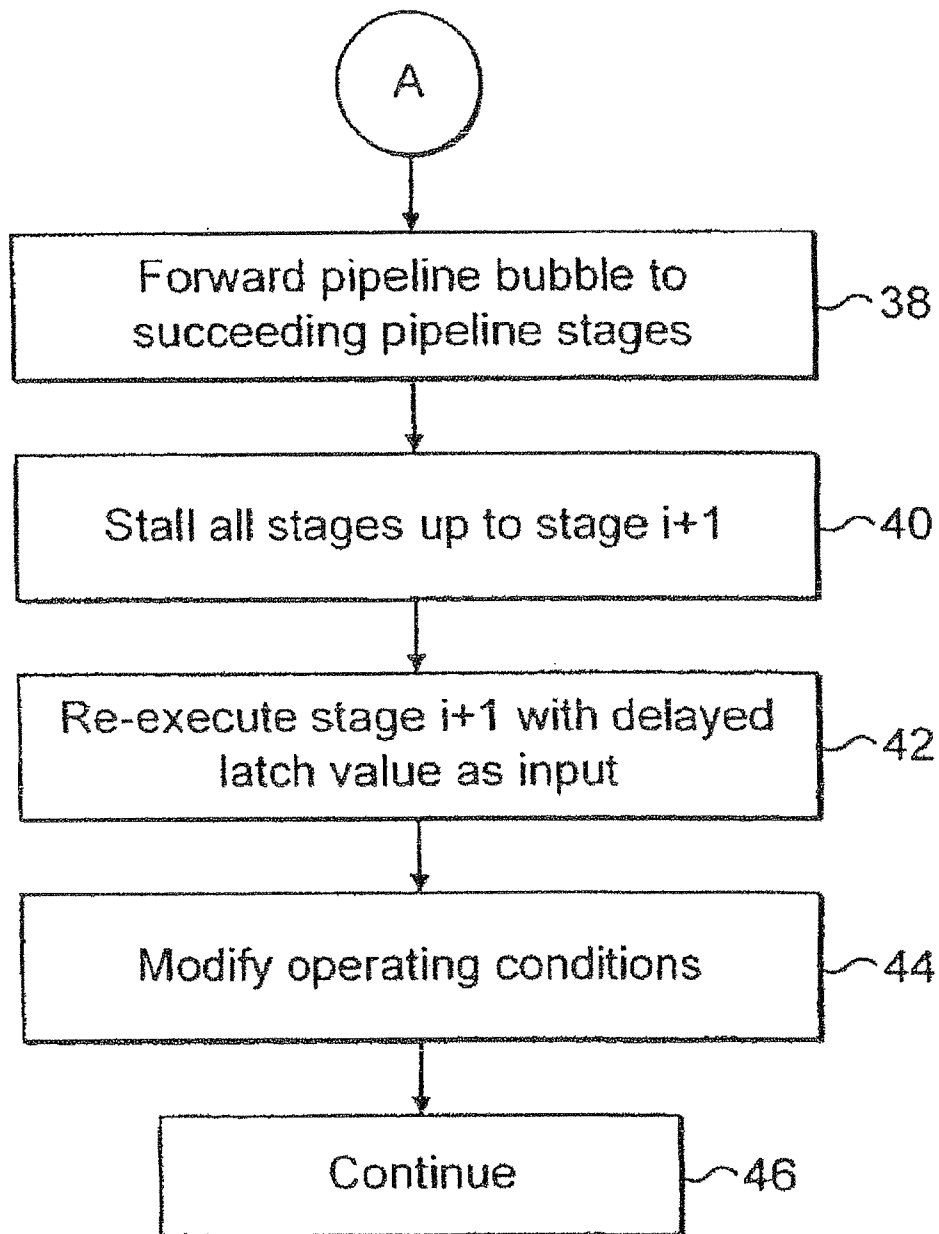 A
Forward pipeline bubble to
succeeding pipeline stages
38
Stall all stages up to stage i+1
40
Re-execute stage i+1 with delayed
latch value as input
42
Modify operating conditions
44
Continue
46